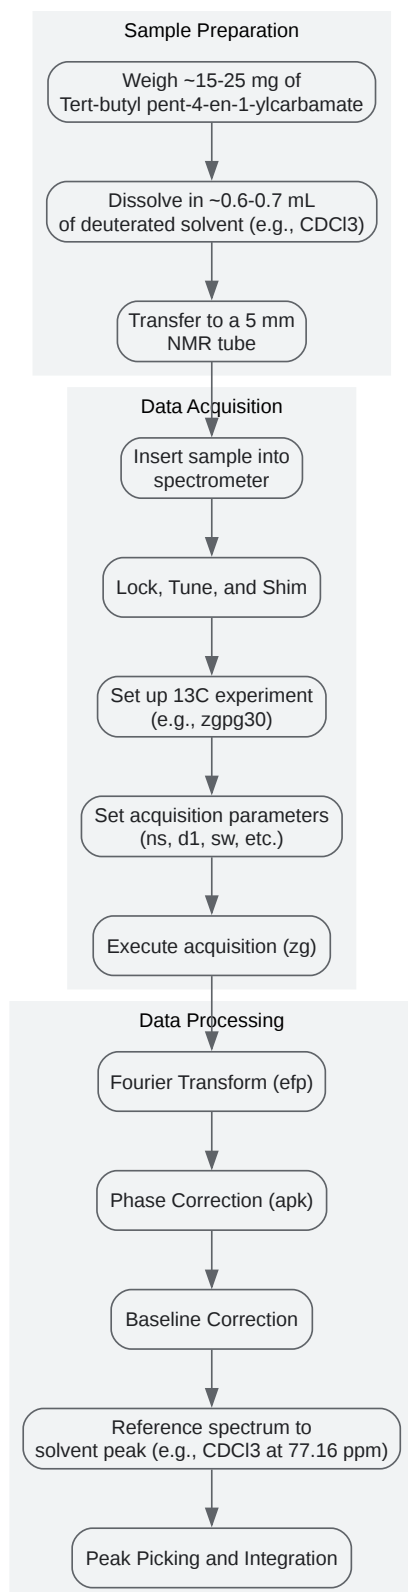 Sample Preparation
Weigh ~15-25 mg of
Tert-butyl pent-4-en-1-ylcarbamate
Dissolve in ~0.6-0.7 mL
of deuterated solvent (e.g., CDCl3)
Transfer to a 5 mm
NMR tube
Data Acquisition
Insert sample into
spectrometer
Lock, Tune, and Shim
Set up 13C experiment
(e.g., zgpg30)
Set acquisition parameters
(ns, d1, sw, etc.)
Execute acquisition (zg)
Data Processing
Fourier Transform (efp)
Phase Correction (apk)
Baseline Correction
Reference spectrum to
solvent peak (e.g., CDCl3 at 77.16 ppm)
Peak Picking and Integration